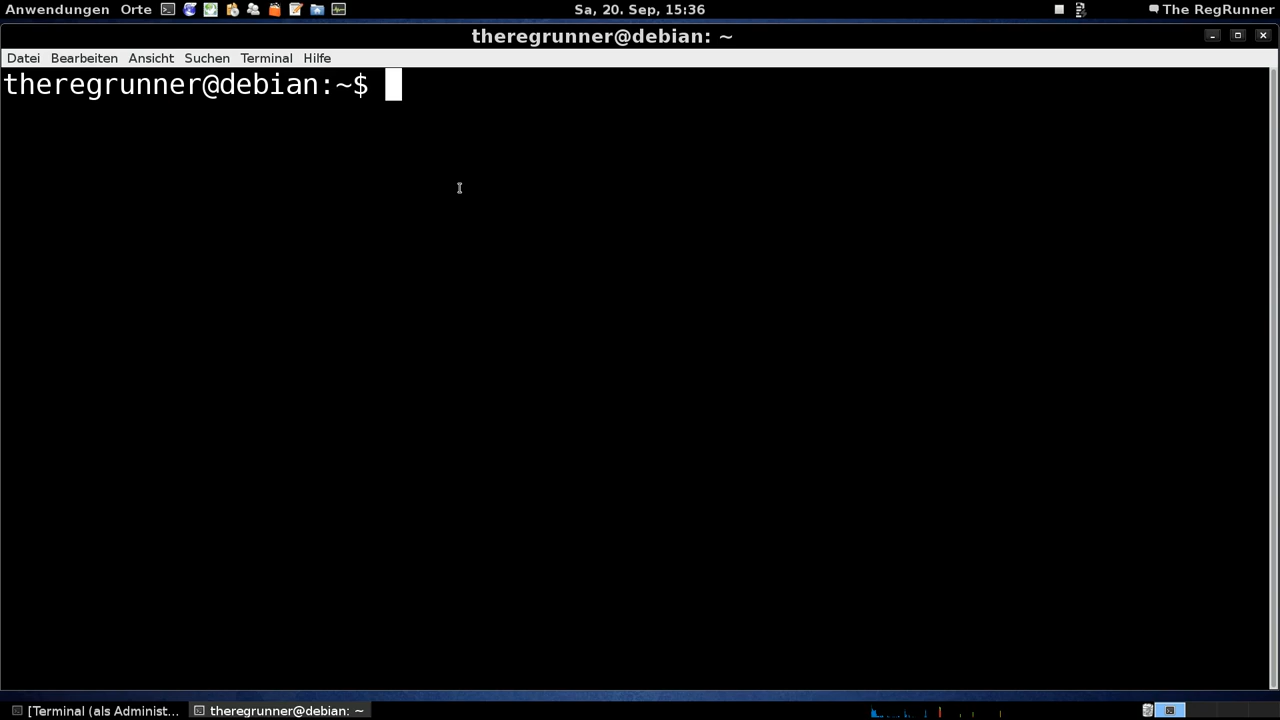 Anwendungen Orte Sa, 20. Sep, 15:36 The RegRunner
theregrunner@debian: ~
Datei Bearbeiten Ansicht Suchen Terminal Hilfe
theregrunner@debian:~$
[Terminal (als Administ... theregrunner@debian: ~